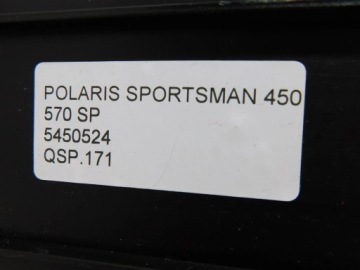 POLARIS SPORTSMAN 450
570 SP
5450524
QSP.171